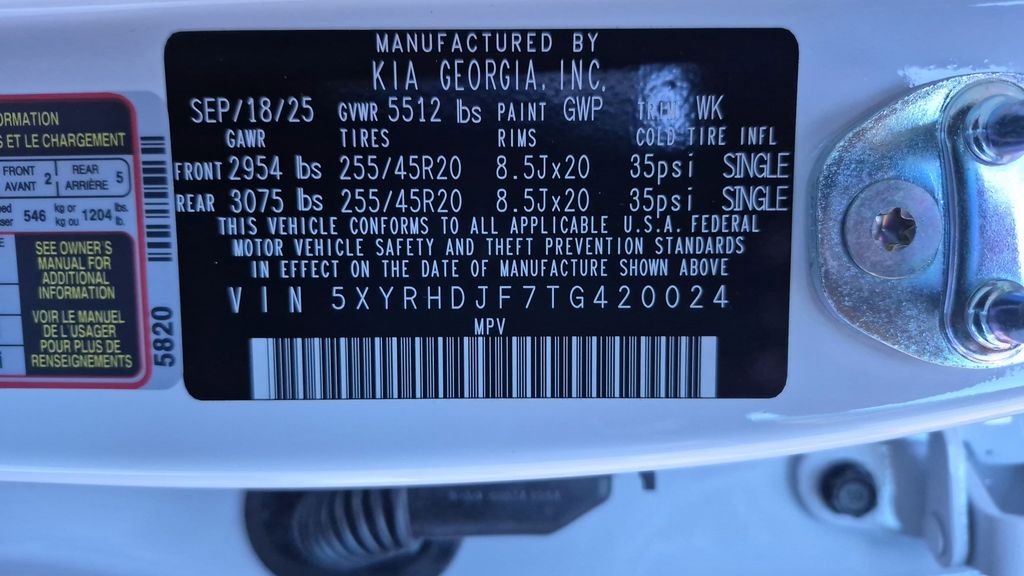 MANUFACTURED BY
KIA GEORGIA, INC.
SEP/18/25 GVWR 5512 lbs PAINT GWP TRIM WK
GAWR TIRES RIMS COLD TIRE INFL
FRONT 2954 lbs 255/45R20 8.5Jx20 35psi SINGLE
REAR 3075 lbs 255/45R20 8.5Jx20 35psi SINGLE
THIS VEHICLE CONFORMS TO ALL APPLICABLE U.S.A. FEDERAL
MOTOR VEHICLE SAFETY AND THEFT PREVENTION STANDARDS
IN EFFECT ON THE DATE OF MANUFACTURE SHOWN ABOVE
VIN 5XYRHDJF7TG420024
MPV
ET LE CHARGEMENT
FRONT 2 REAR 5
AVANT ARRIÈRE
546 kg or 1204 lbs.
kg ou lb.
SEE OWNER'S
MANUAL FOR
ADDITIONAL
INFORMATION
VOIR LE MANUEL
DE L'USAGER
POUR PLUS DE
RENSEIGNEMENTS
5820